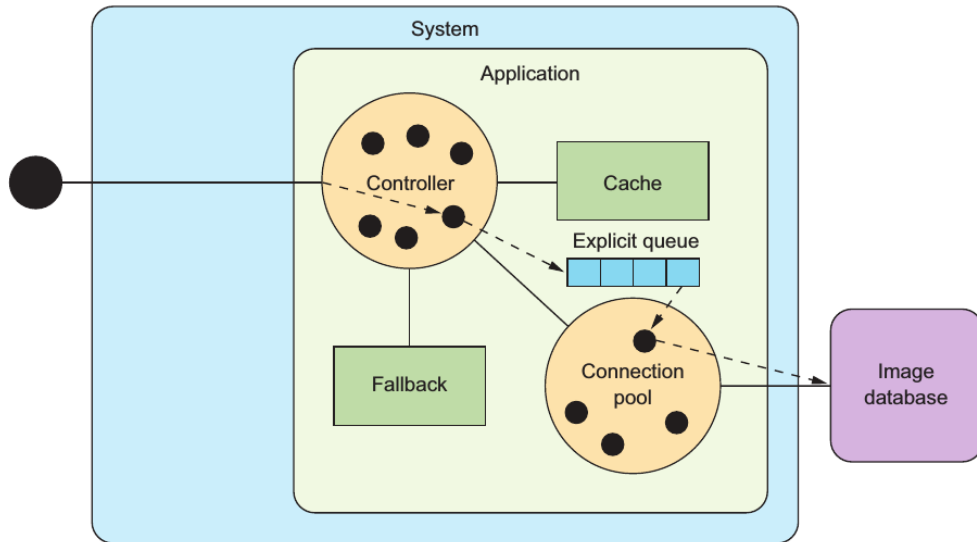 System
Application
Controller
Cache
Explicit queue
Fallback
Connection
pool
Image
database